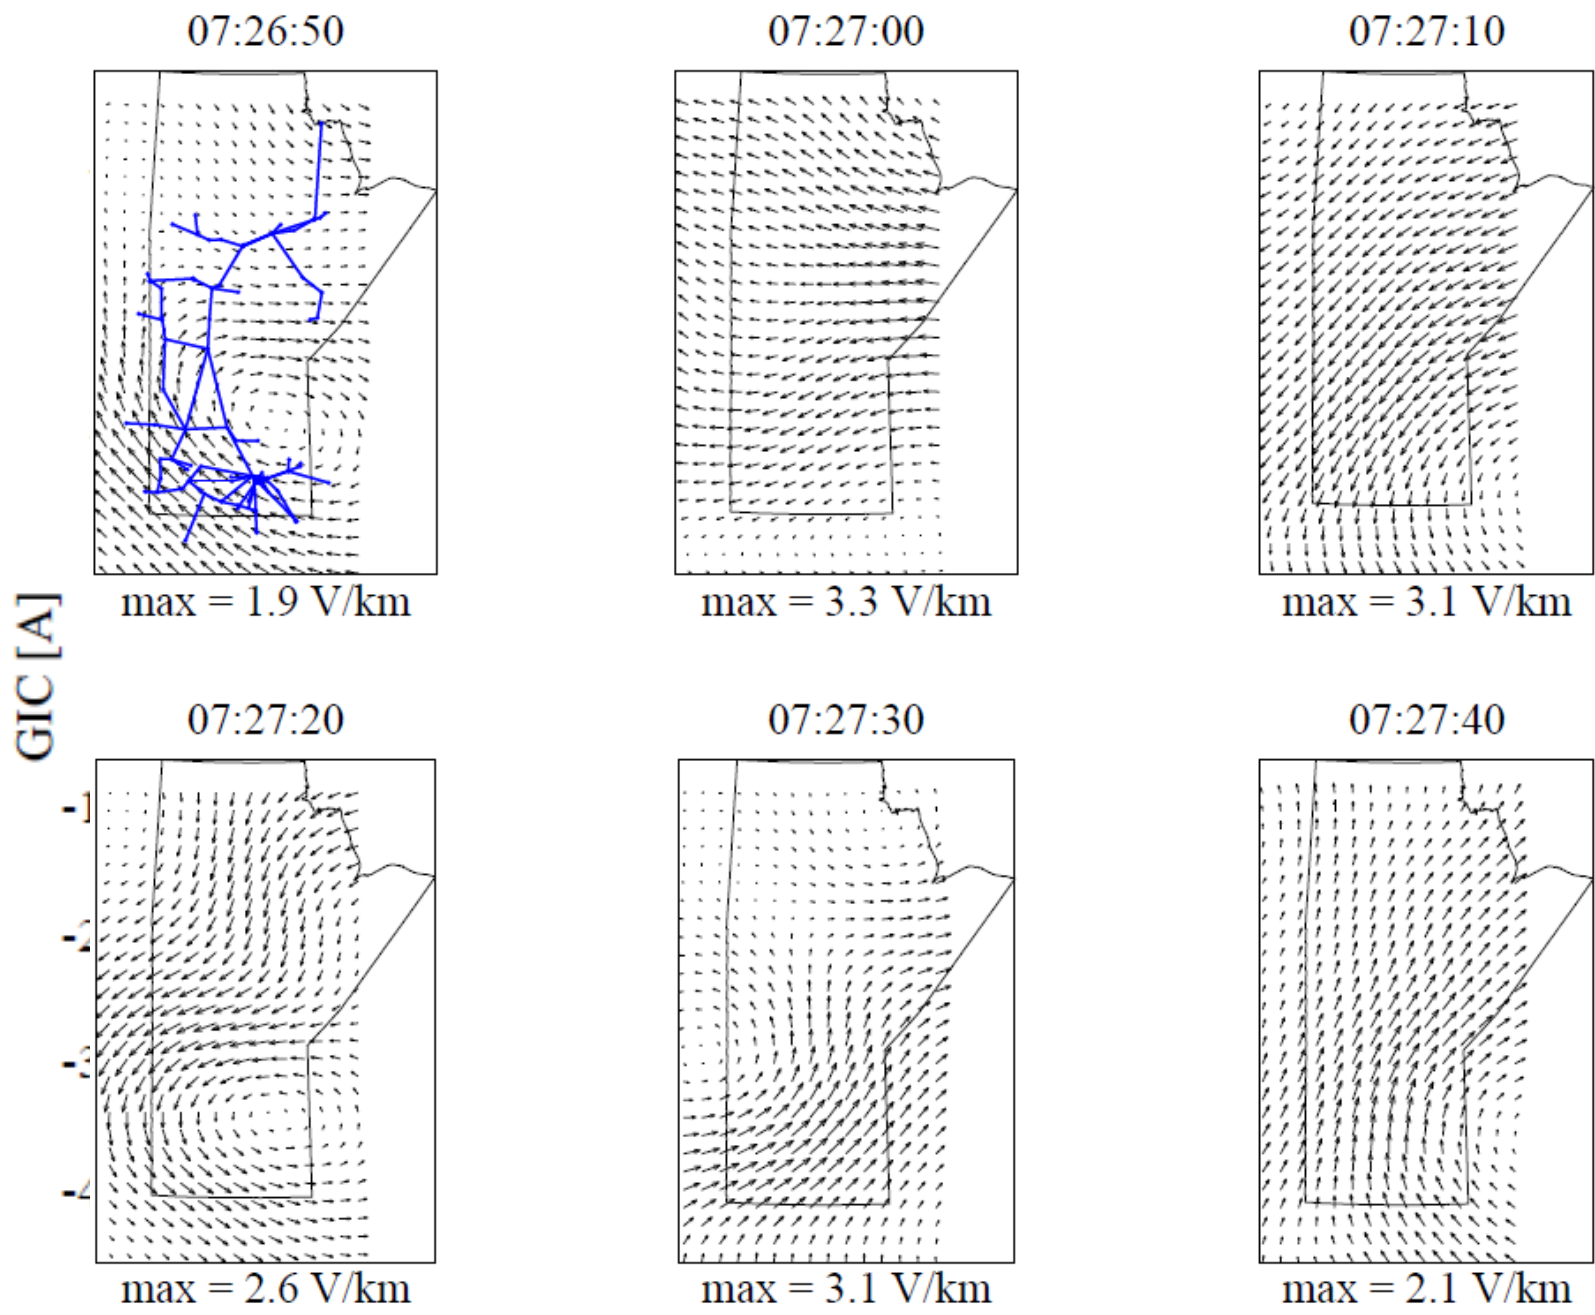 07:26:50
07:27:00
07:27:10
max = 1.9 V/km
max = 3.3 V/km
max = 3.1 V/km
GIC [A]
07:27:20
07:27:30
07:27:40
max = 2.6 V/km
max = 3.1 V/km
max = 2.1 V/km